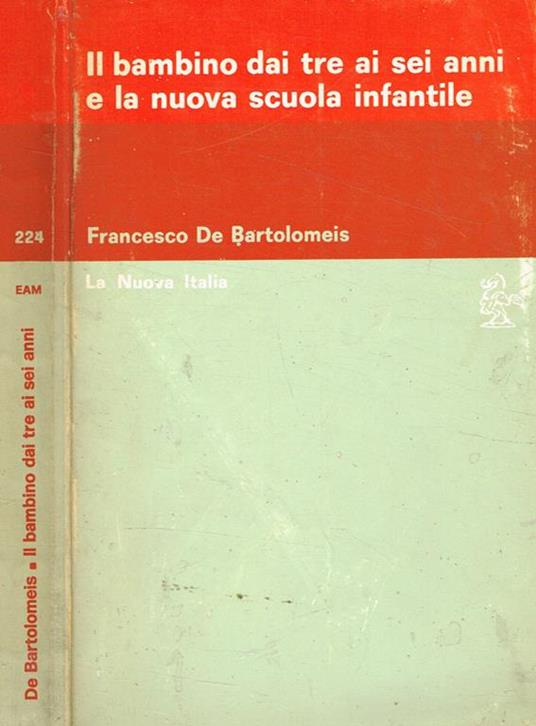 Il bambino dai tre ai sei anni
e la nuova scuola infantile
224
Francesco De Bartolomeis
La Nuova Italia
EAM
De Bartolomeis ■ Il bambino dai tre ai sei anni